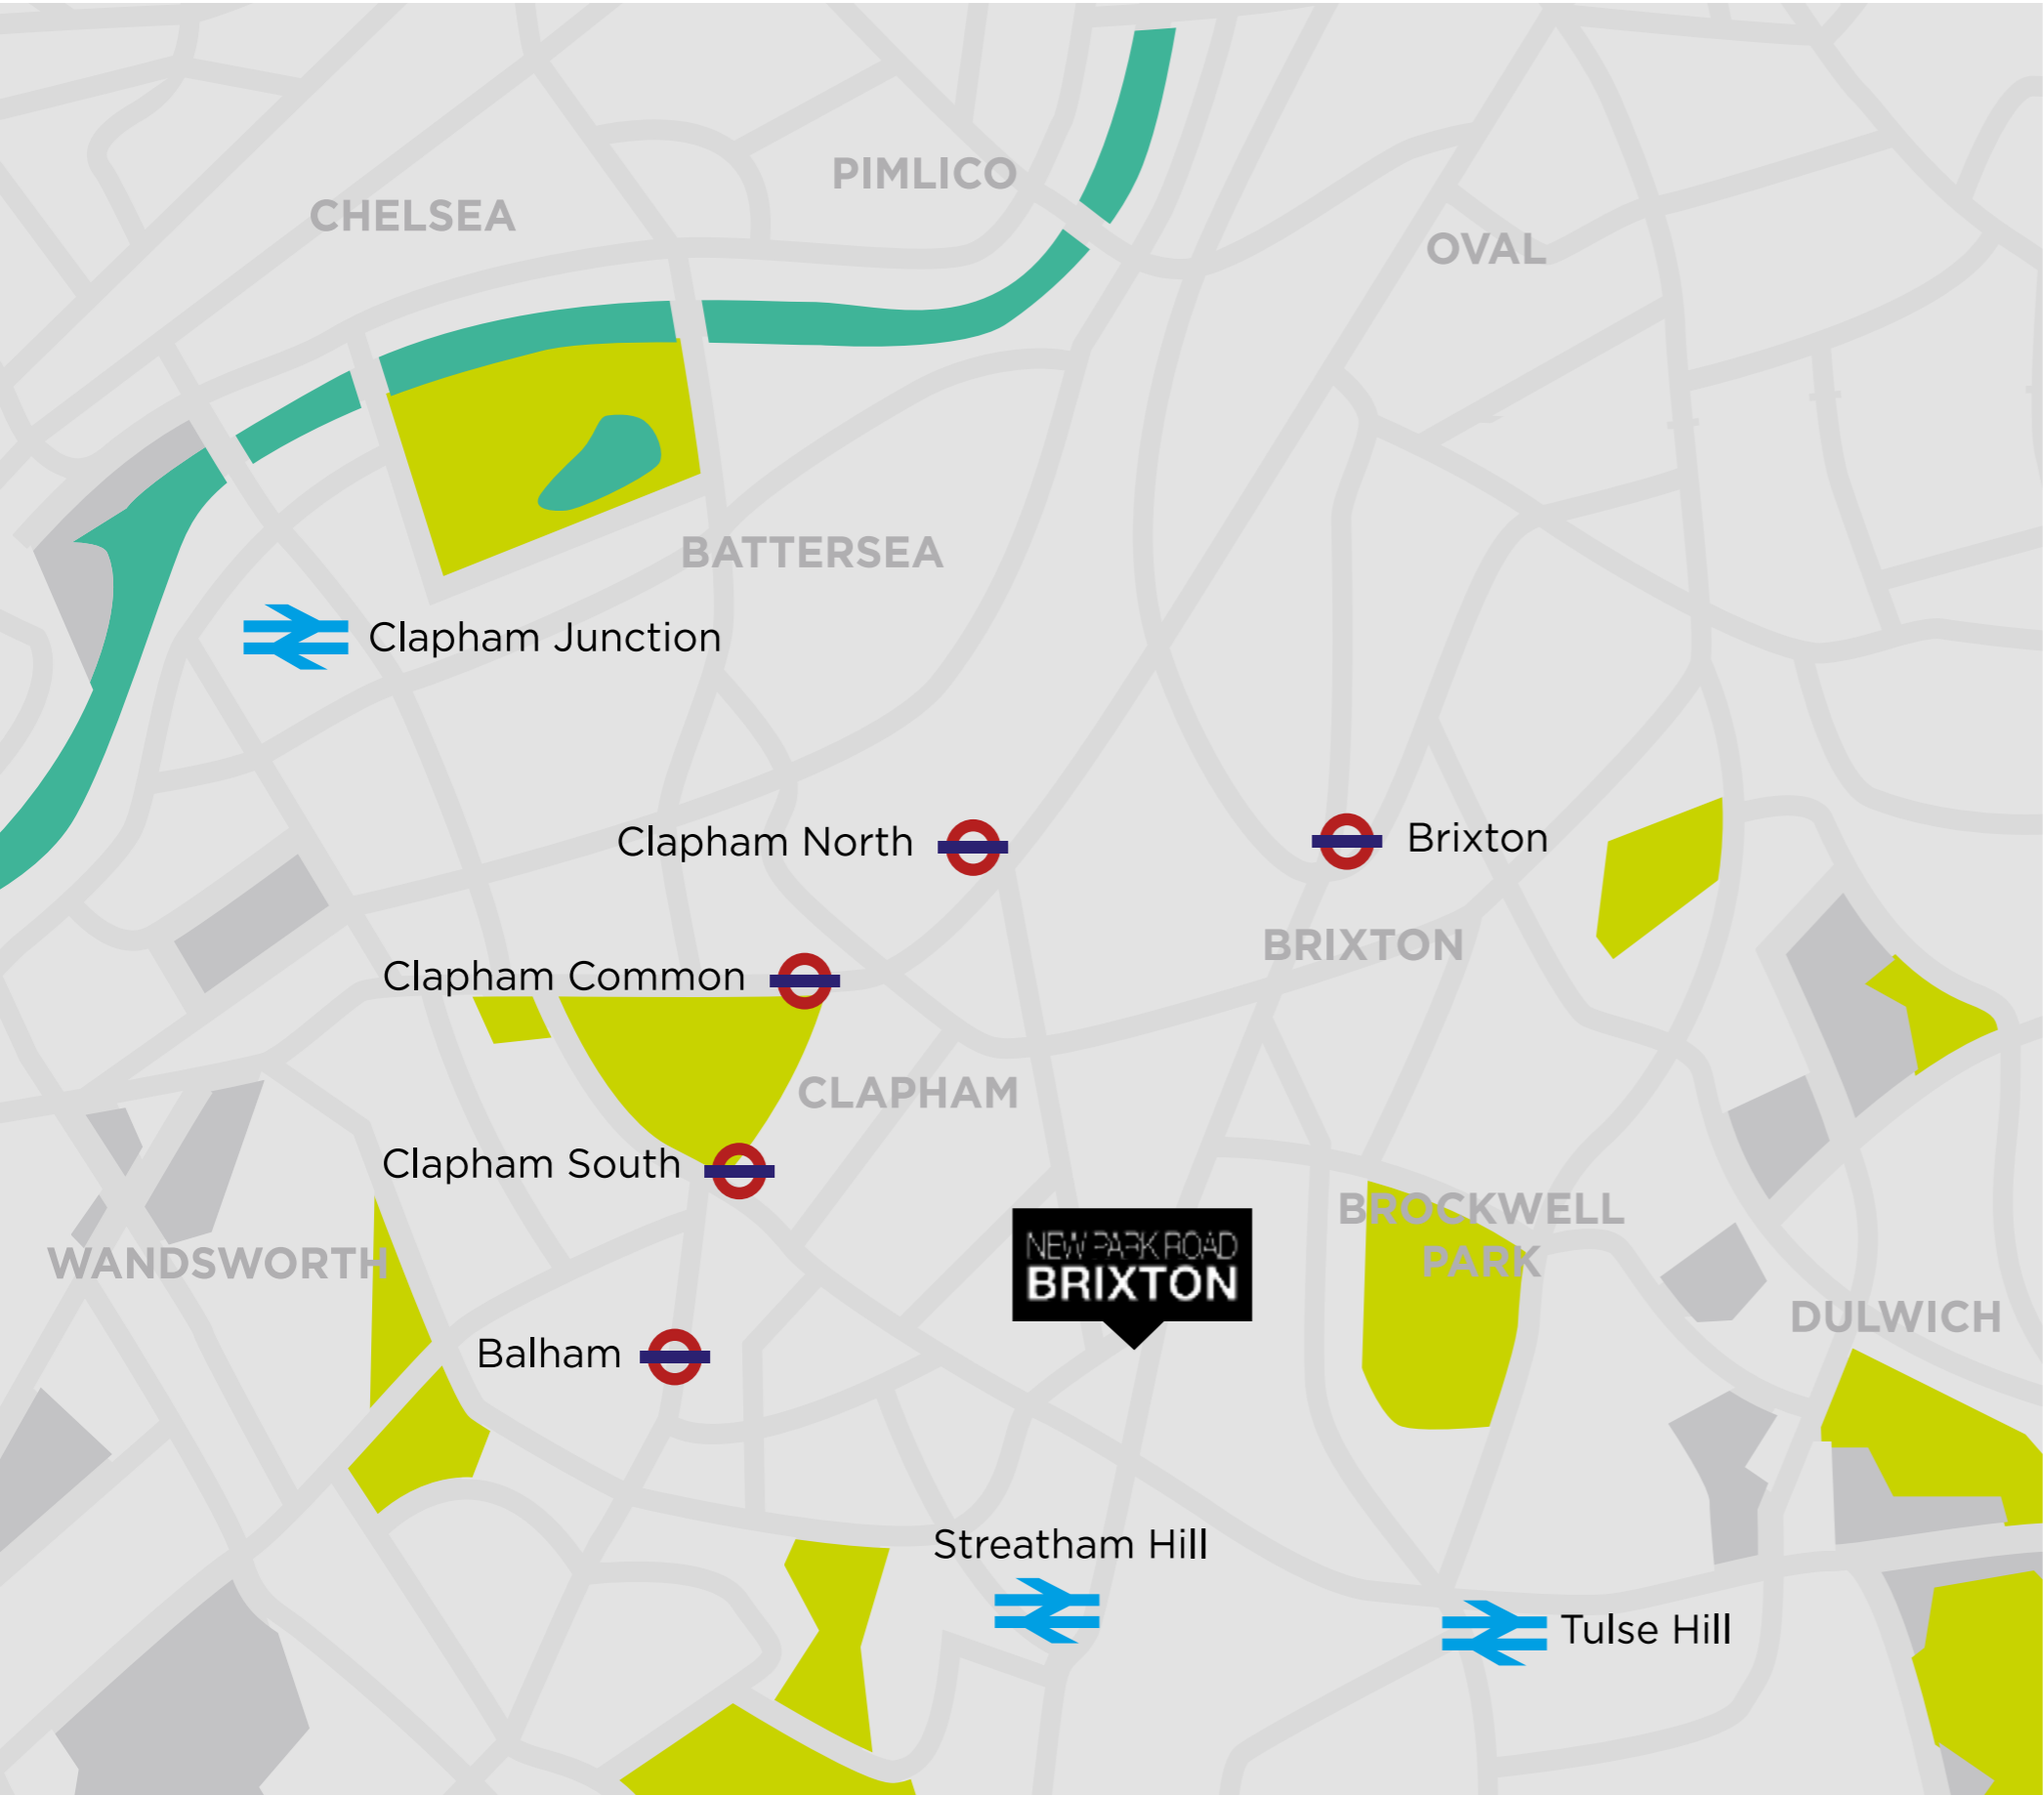 PIMLICO
CHELSEA
OVAL
BATTERSEA
Clapham Junction
Clapham North
Brixton
BRIXTON
Clapham Common
CLAPHAM
Clapham South
BROCKWELL
PARK
WANDSWORTH
NEW PARK ROAD
BRIXTON
DULWICH
Balham
Streatham Hill
Tulse Hill